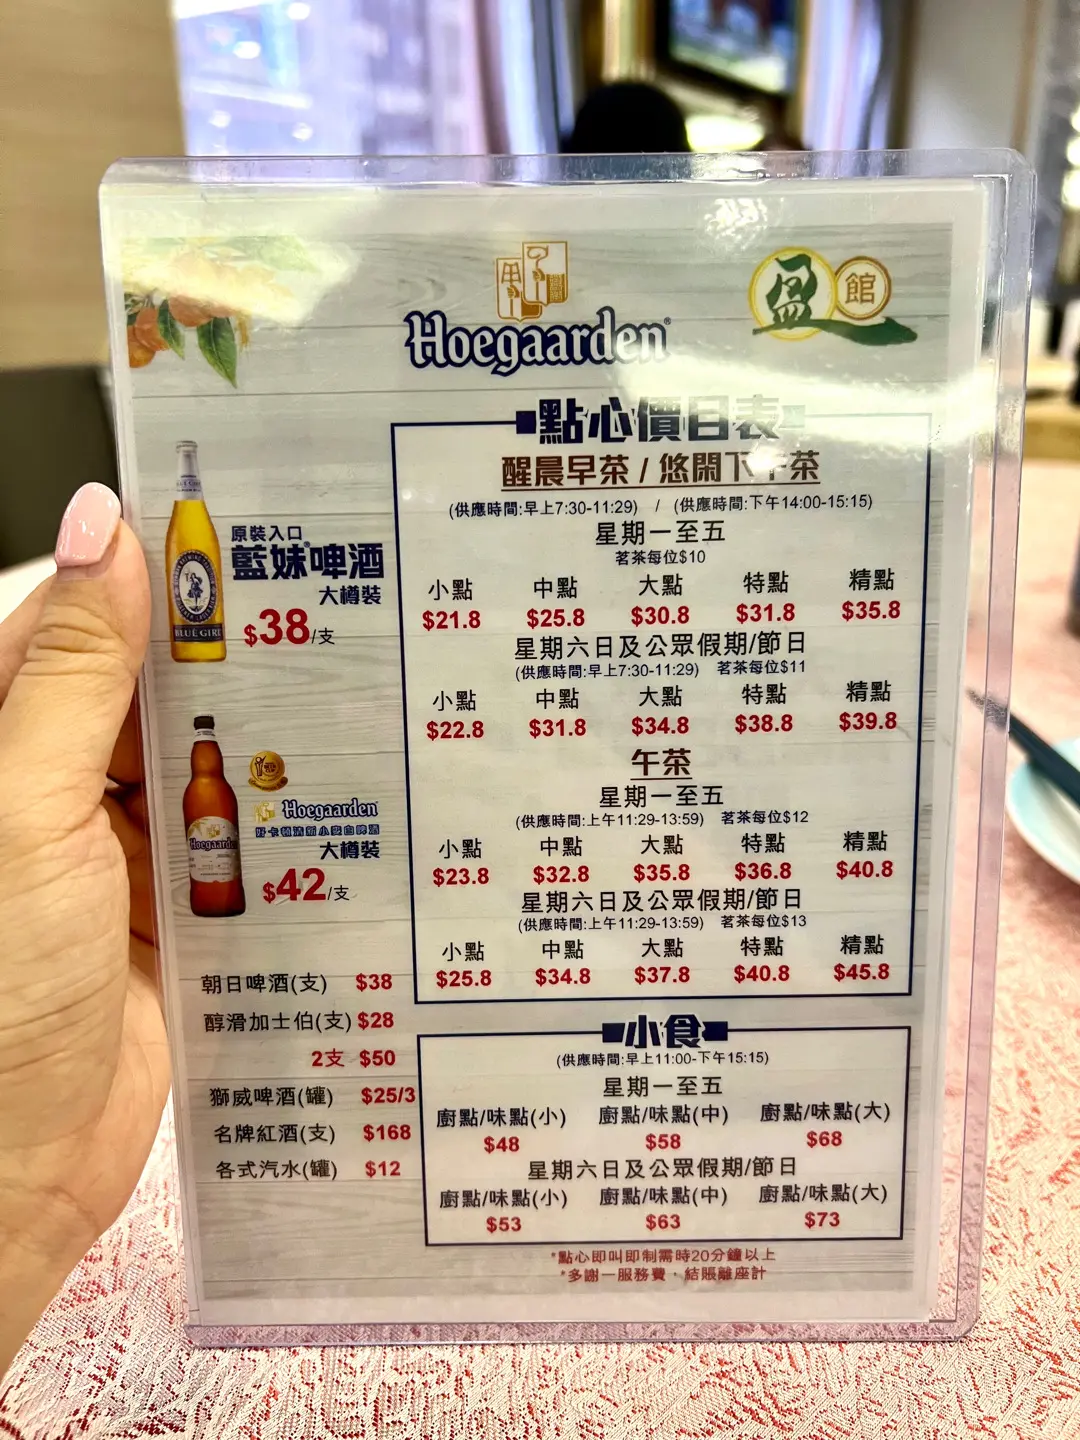 Hoegaarden
盈館
點心價目表
醒晨早茶 / 悠閒下午茶
(供應時間:早上7:30-11:29) / (供應時間:下午14:00-15:15)
星期一至五
茗茶每位$10
小點 中點 大點 特點 精點
$21.8 $25.8 $30.8 $31.8 $35.8
星期六日及公眾假期/節日
(供應時間:早上7:30-11:29) 茗茶每位$11
小點 中點 大點 特點 精點
$22.8 $31.8 $34.8 $38.8 $39.8
午茶
星期一至五
(供應時間:上午11:29-13:59) 茗茶每位$12
小點 中點 大點 特點 精點
$23.8 $32.8 $35.8 $36.8 $40.8
星期六日及公眾假期/節日
(供應時間:上午11:29-13:59) 茗茶每位$13
小點 中點 大點 特點 精點
$25.8 $34.8 $37.8 $40.8 $45.8
小食
(供應時間:早上11:00-下午15:15)
星期一至五
廚點/味點(小) 廚點/味點(中) 廚點/味點(大)
$48 $58 $68
星期六日及公眾假期/節日
廚點/味點(小) 廚點/味點(中) 廚點/味點(大)
$53 $63 $73
*點心即叫即制需時20分鐘以上
*多謝一服務費，結賬離座計
原裝入口
藍妹啤酒
大樽裝
$38/支
BLUE GIRL
Hoegaarden
好卡頓清新小麥白啤酒
大樽裝
$42/支
Hoegaarden
朝日啤酒(支) $38
醇滑加士伯(支) $28
2支 $50
獅威啤酒(罐) $25/3
名牌紅酒(支) $168
各式汽水(罐) $12